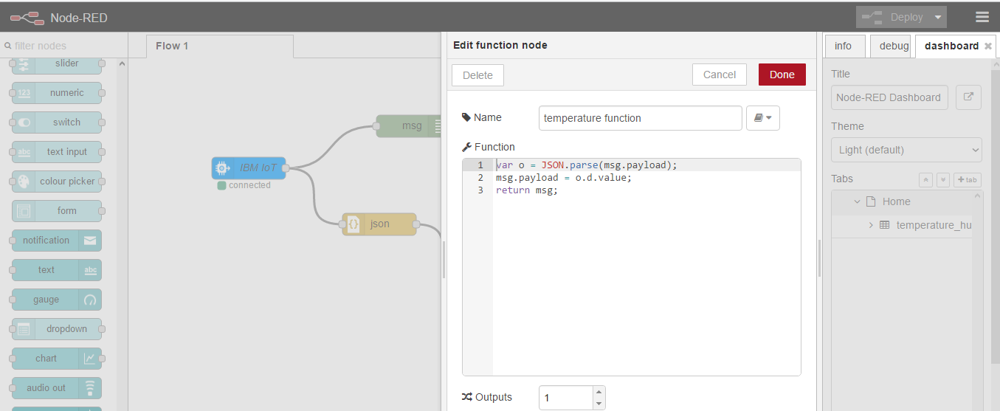 Node-RED
Deploy
filter nodes
slider
123 numeric
switch
abc text input
colour picker
form
notification
text abc
gauge
dropdown
chart
audio out
Flow 1
msg
IBM IoT
connected
{} json
Edit function node
Delete
Cancel
Done
Name
temperature function
Function
1 var o = JSON.parse(msg.payload);
2 msg.payload = o.d.value;
3 return msg;
Outputs
1
info
debug
dashboard
Title
Node-RED Dashboard
Theme
Light (default)
Tabs
+ tab
Home
temperature_hu